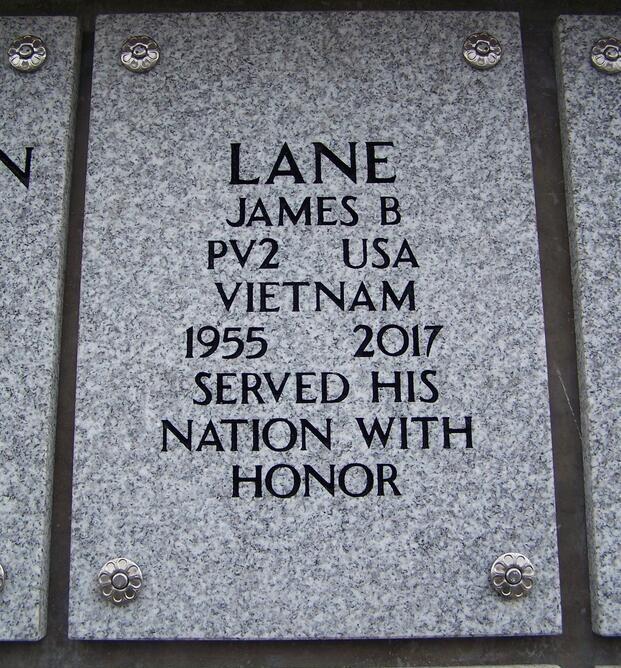 LANE
JAMES B
PV2 USA
VIETNAM
1955 2017
SERVED HIS
NATION WITH
HONOR
N